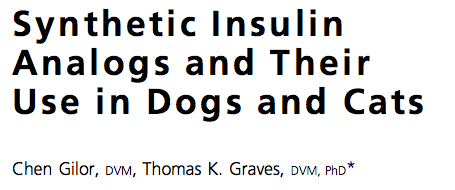 Synthetic Insulin
Analogs and Their
Use in Dogs and Cats
Chen Gilor, DVM, Thomas K. Graves, DVM, PhD*